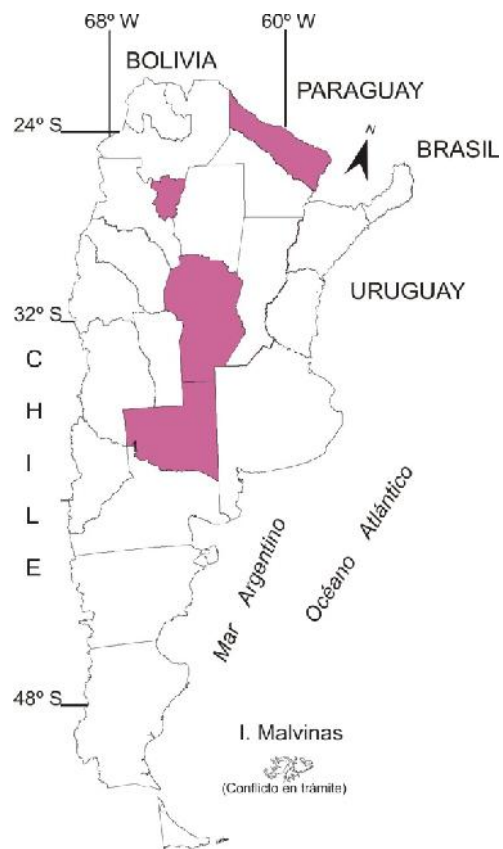 68º W
60º W
BOLIVIA
PARAGUAY
24º S
N
BRASIL
URUGUAY
32º S
C
H
I
L
E
Mar Argentino
Océano Atlántico
48º S
I. Malvinas
(Conflicto en trámite)